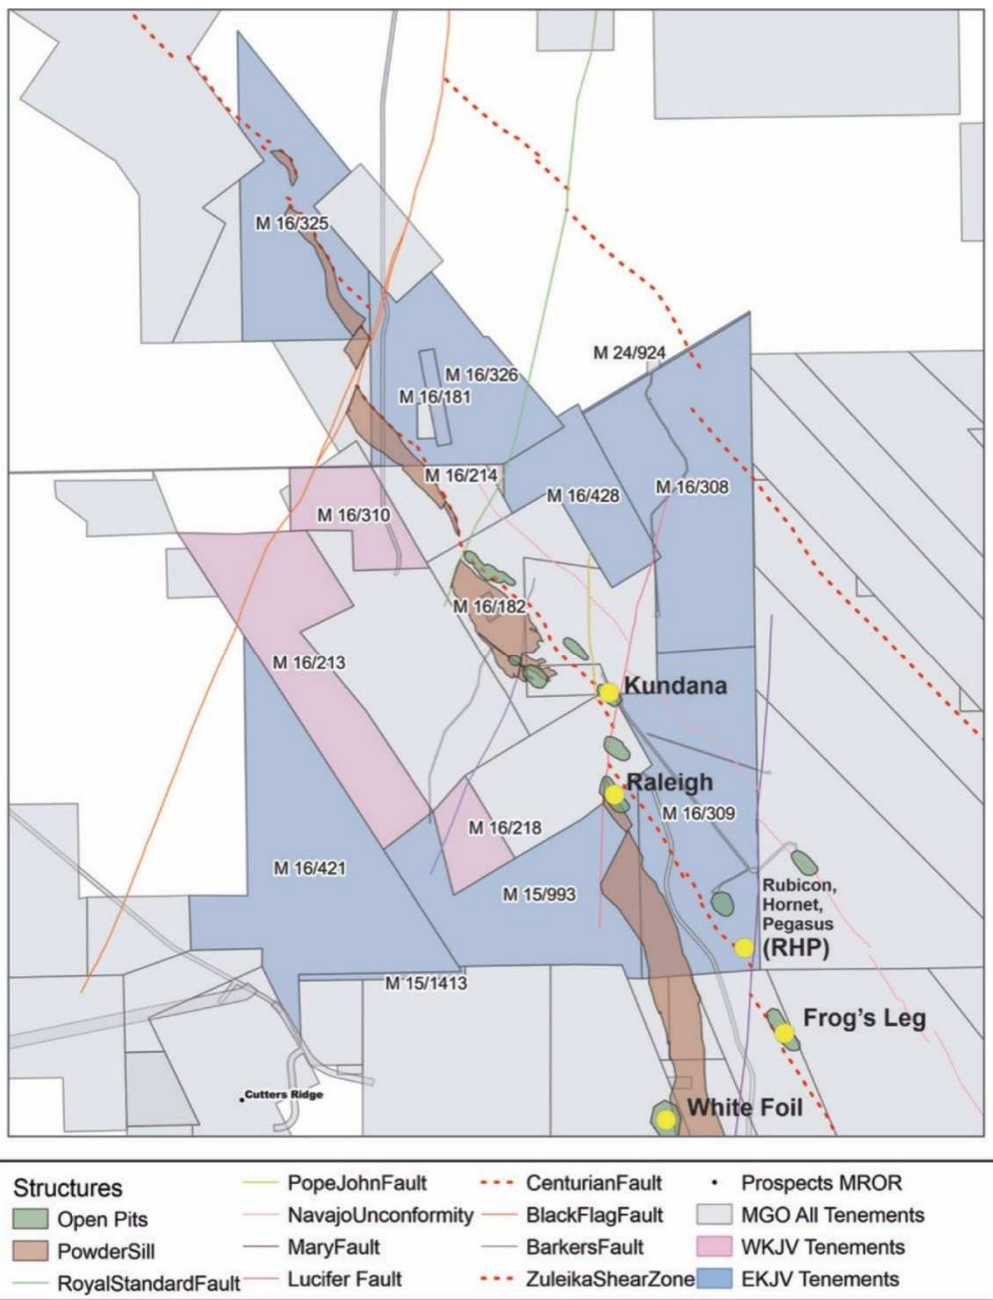 M 16/325
M 24/924
M 16/326
M 16/181
M 16/214
M 16/428
M 16/308
M 16/310
M 16/182
M 16/213
Kundana
Raleigh
M 16/309
M 16/218
M 16/421
M 15/993
Rubicon,
Hornet,
Pegasus
(RHP)
M 15/1413
Frog's Leg
Cutters Ridge
White Foil
Structures
Open Pits
PowderSill
RoyalStandardFault
PopeJohnFault
NavajoUnconformity
MaryFault
Lucifer Fault
CenturianFault
BlackFlagFault
BarkersFault
ZuleikaShearZone
Prospects MROR
MGO All Tenements
WKJV Tenements
EKJV Tenements